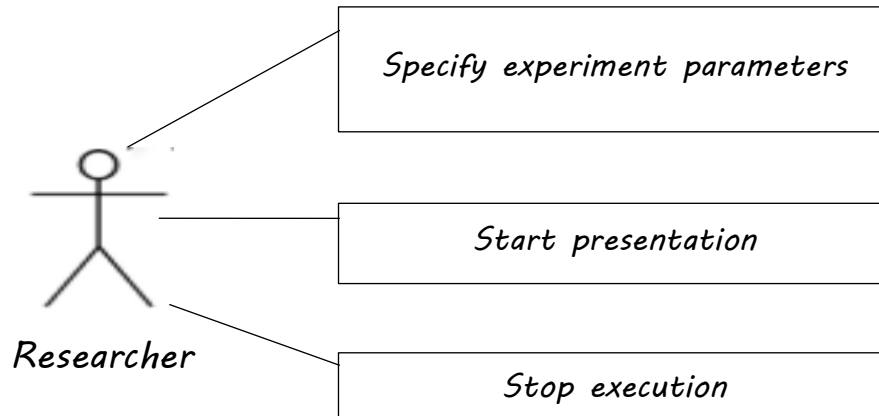 Specify experiment parameters
Start presentation
Researcher
Stop execution